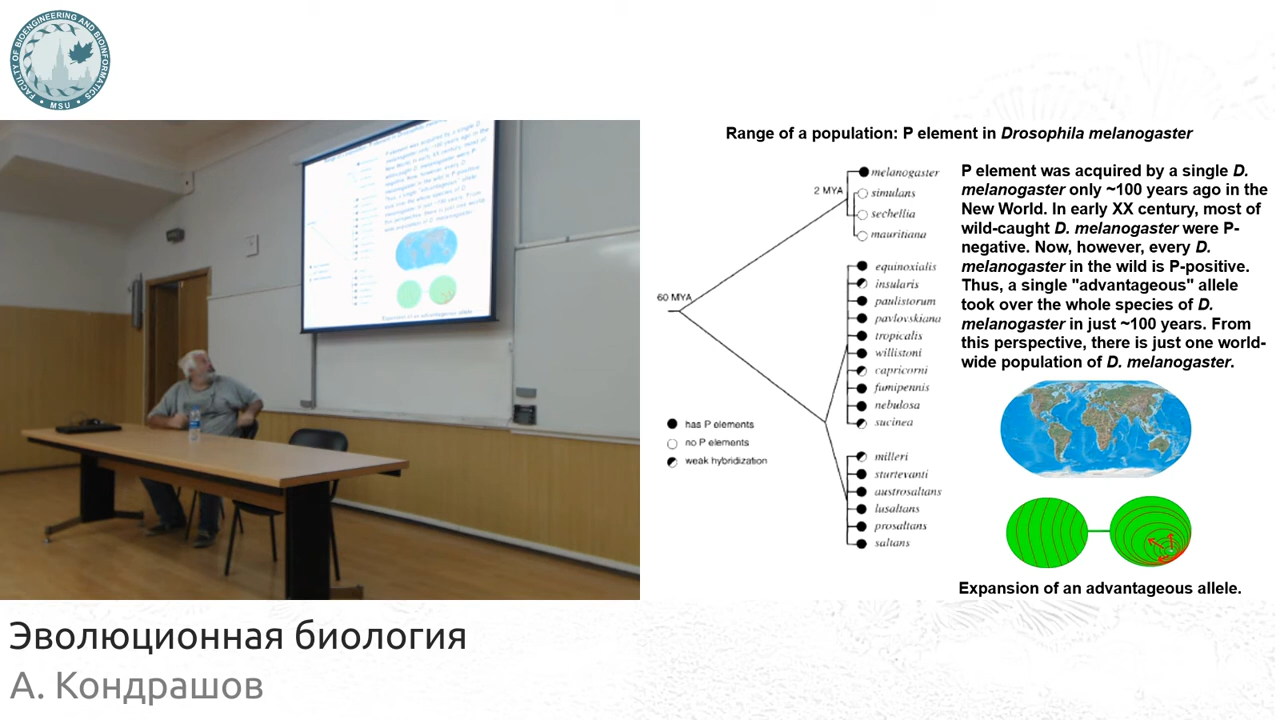 FACULTY OF BIOENGINEERING AND BIOINFORMATICS
• MSU •
Range of a population: P element in Drosophila melanogaster
2 MYA
60 MYA
melanogaster
simulans
sechellia
mauritiana
equinoxialis
insularis
paulistorum
pavlovskiana
tropicalis
willistoni
capricorni
fumipennis
nebulosa
sucinea
milleri
sturtevanti
austrosaltans
lusaltans
prosaltans
saltans
has P elements
no P elements
weak hybridization
P element was acquired by a single D.
melanogaster only ~100 years ago in the
New World. In early XX century, most of
wild-caught D. melanogaster were P-
negative. Now, however, every D.
melanogaster in the wild is P-positive.
Thus, a single "advantageous" allele
took over the whole species of D.
melanogaster in just ~100 years. From
this perspective, there is just one world-
wide population of D. melanogaster.
Expansion of an advantageous allele.
Эволюционная биология
А. Кондрашов